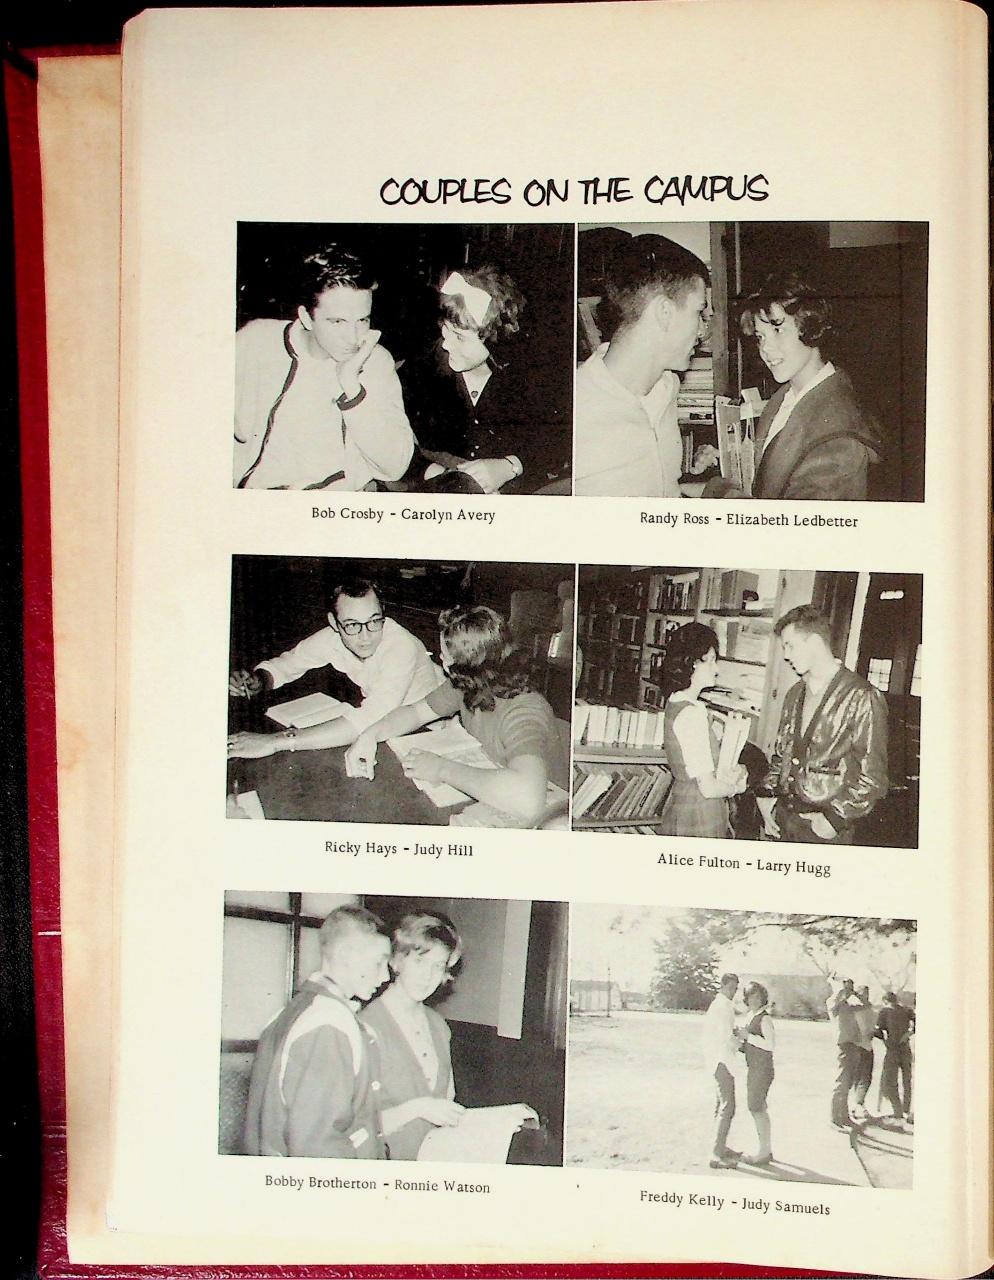 COUPLES ON THE CAMPUS
Bob Crosby - Carolyn Avery
Randy Ross - Elizabeth Ledbetter
Ricky Hays - Judy Hill
Alice Fulton - Larry Hugg
Bobby Brotherton - Ronnie Watson
Freddy Kelly - Judy Samuels